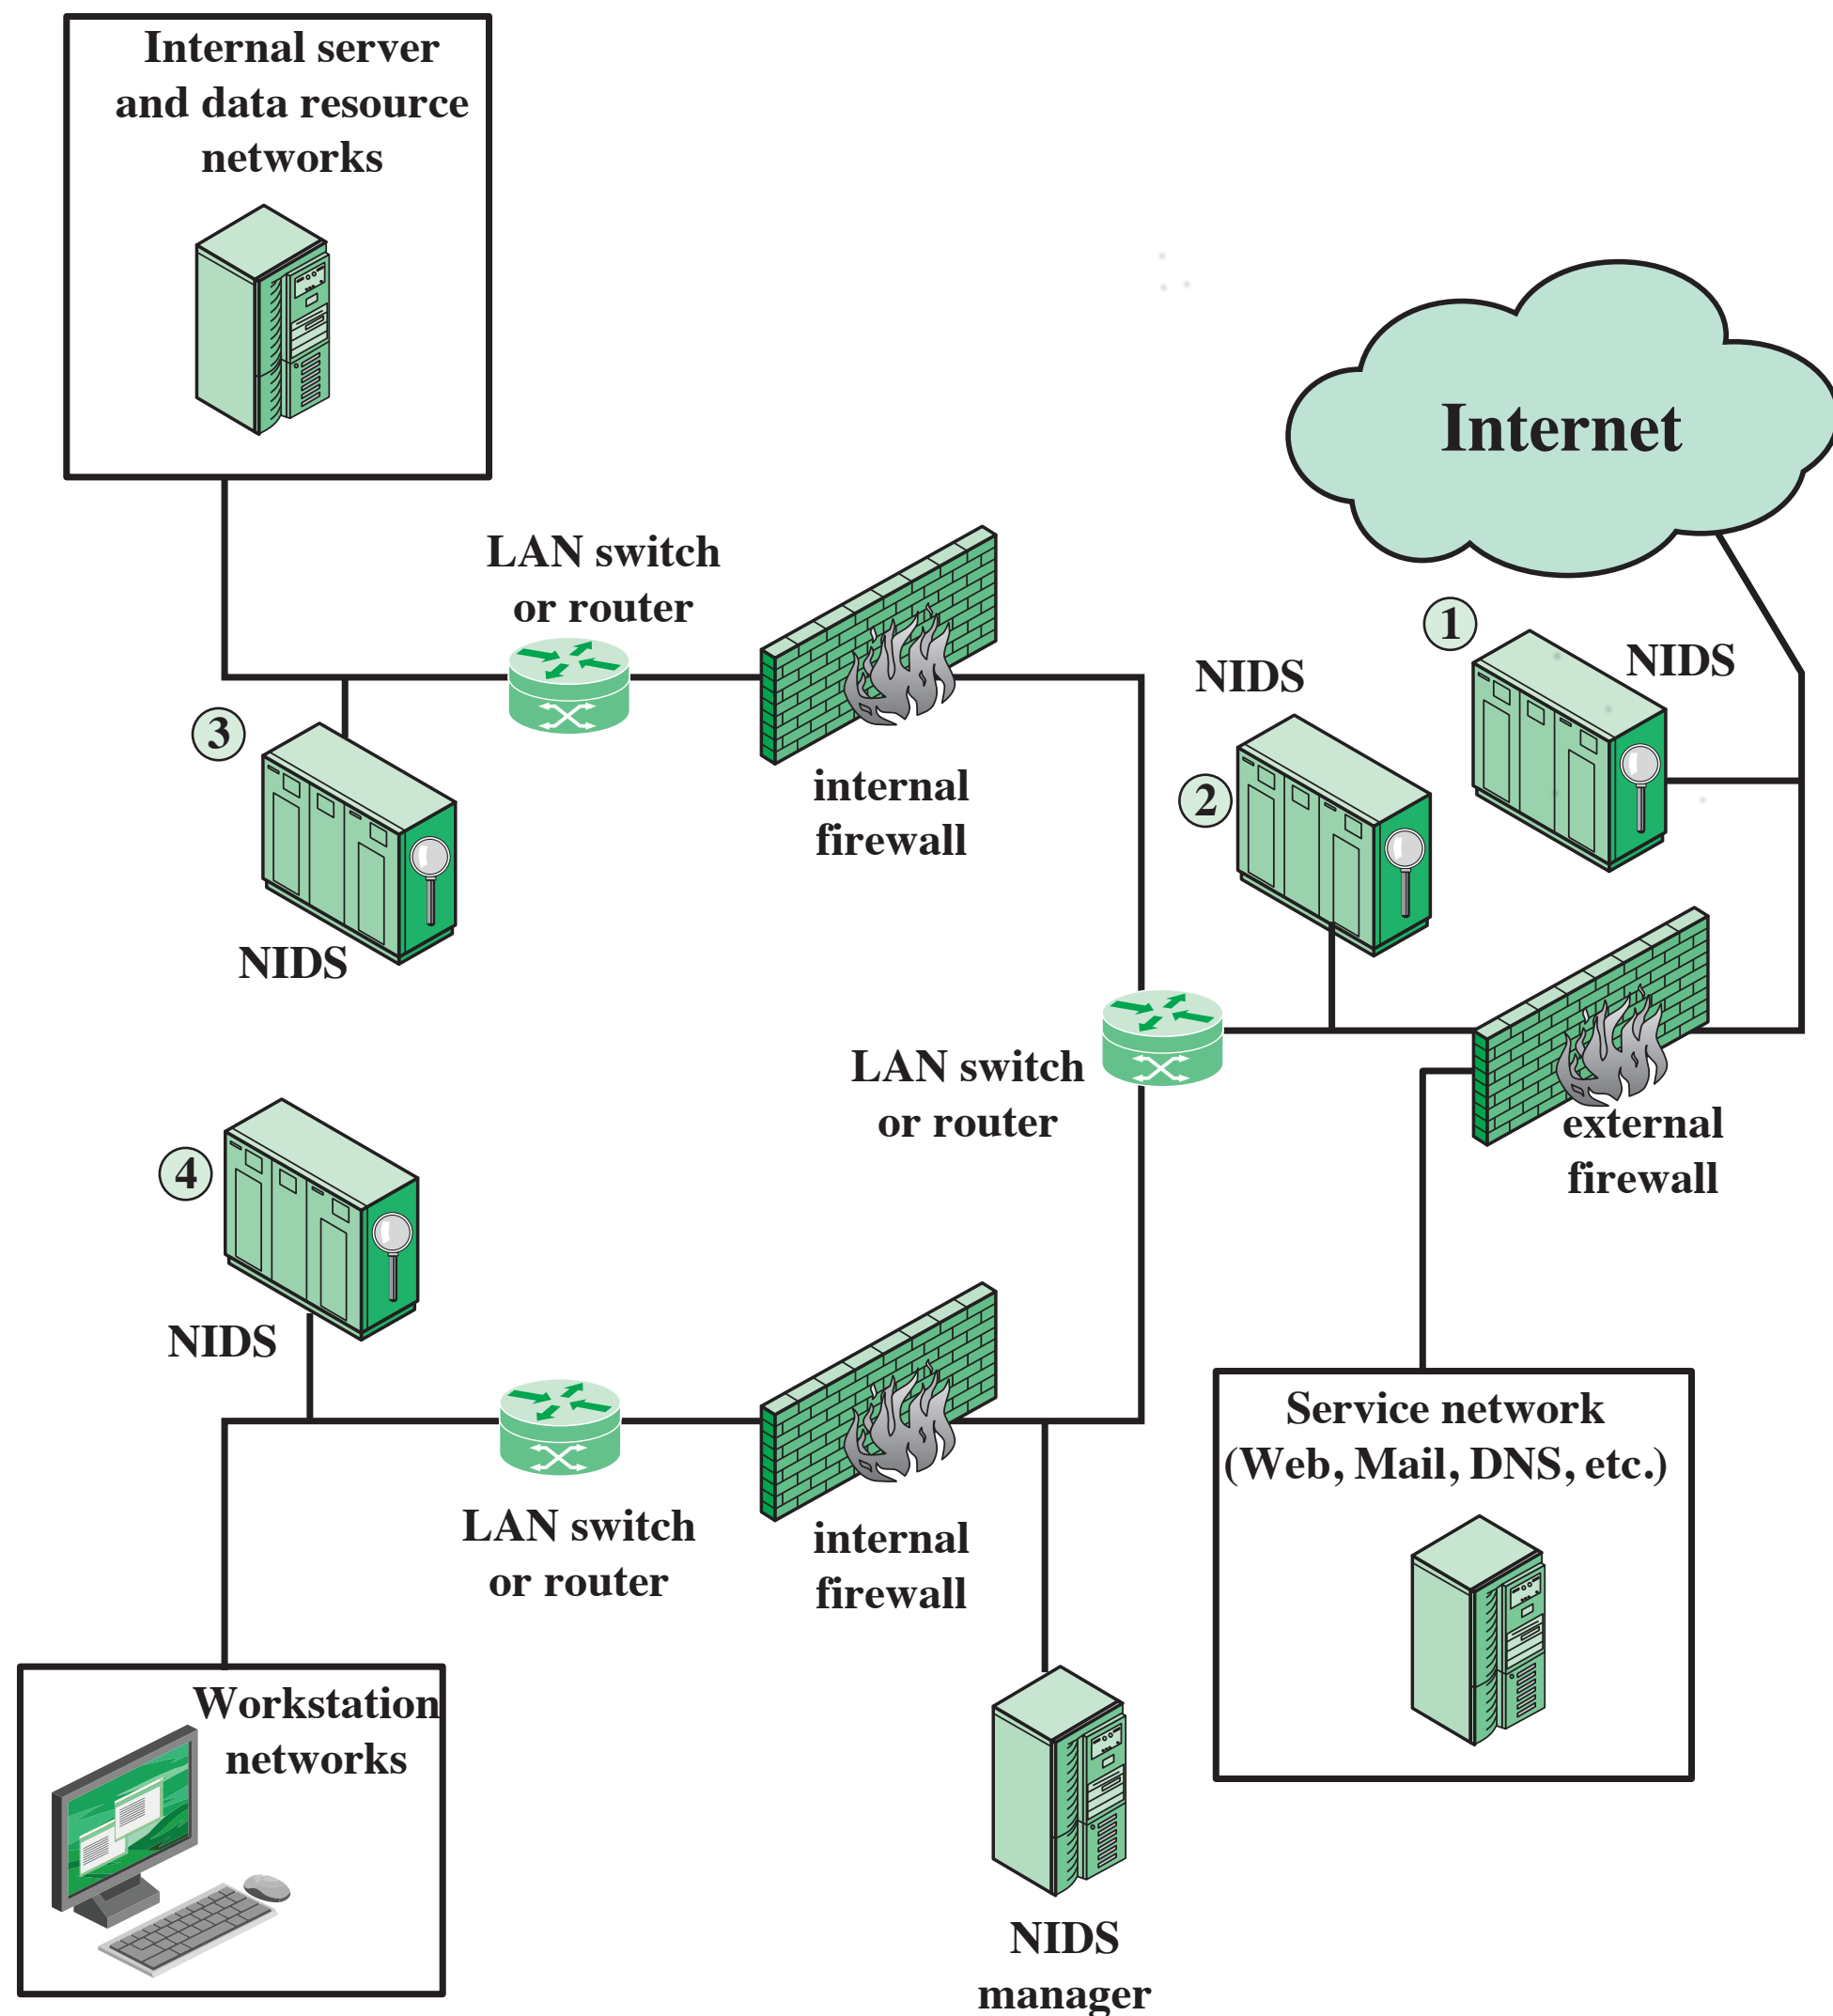 Internal server
and data resource
networks
Internet
LAN switch
or router
1
NIDS
NIDS
3
internal
firewall
2
NIDS
LAN switch
or router
external
firewall
4
NIDS
Service network
(Web, Mail, DNS, etc.)
LAN switch
or router
internal
firewall
Workstation
networks
NIDS
manager